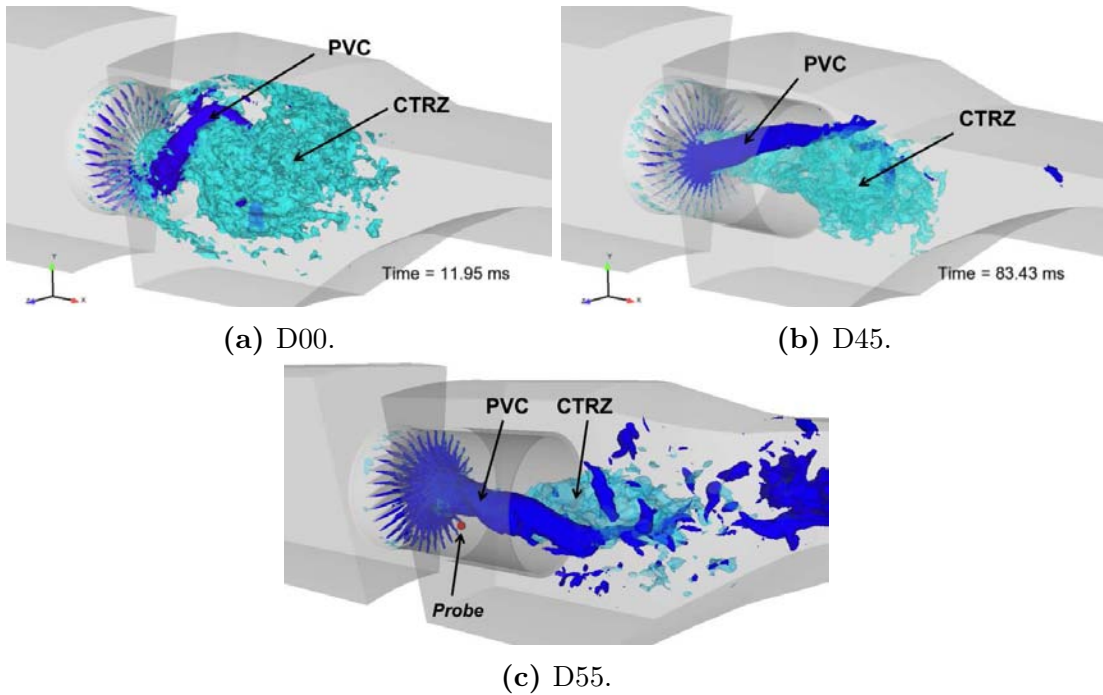 PVC
CTRZ
Time = 11.95 ms
Y
X
(a) D00.
PVC
CTRZ
Time = 83.43 ms
Y
X
(b) D45.
PVC
CTRZ
Probe
(c) D55.